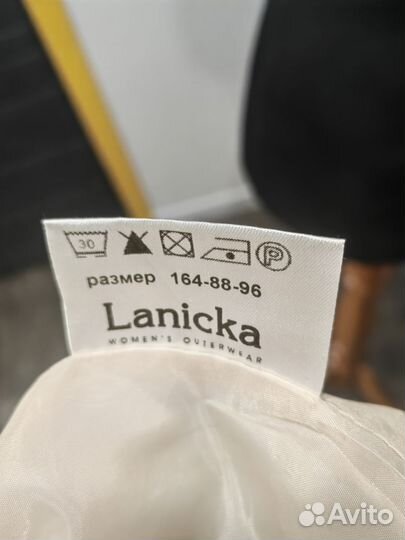 30 P
размер 164-88-96
Lanicka
WOMEN'S OUTERWEAR
Avito